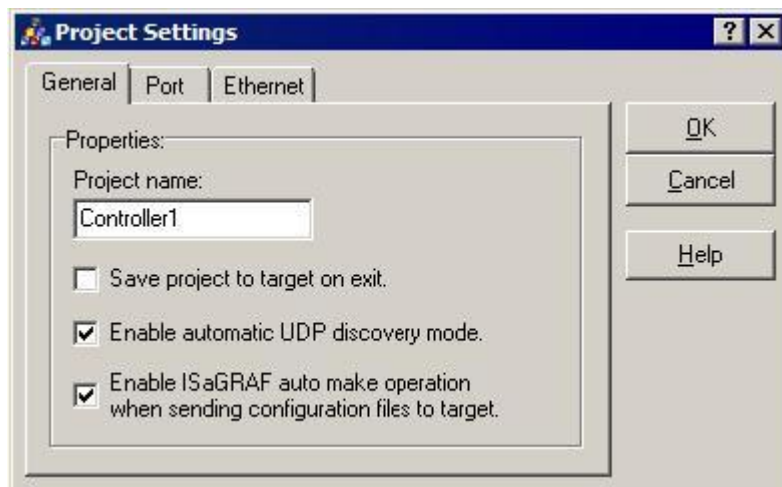 Project Settings
General Port Ethernet
Properties:
Project name:
Controller1
Save project to target on exit.
Enable automatic UDP discovery mode.
Enable ISaGRAF auto make operation
when sending configuration files to target.
OK
Cancel
Help